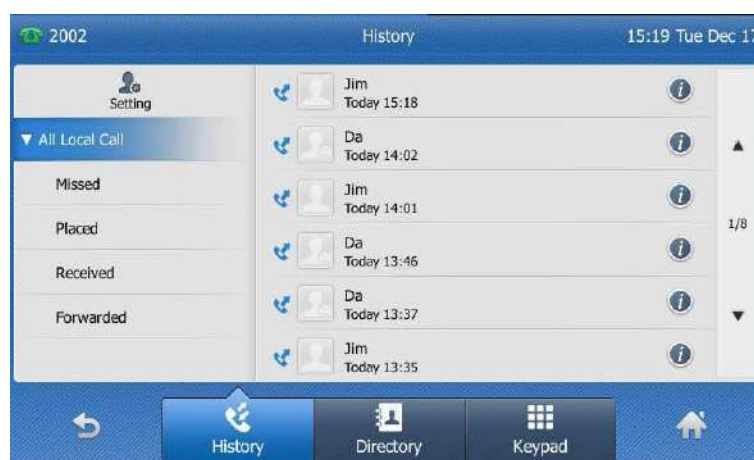 2002
History
15:19 Tue Dec 17
Setting
All Local Call
Missed
Placed
Received
Forwarded
Jim
Today 15:18
Da
Today 14:02
Jim
Today 14:01
Da
Today 13:46
Da
Today 13:37
Jim
Today 13:35
1/8
History
Directory
Keypad